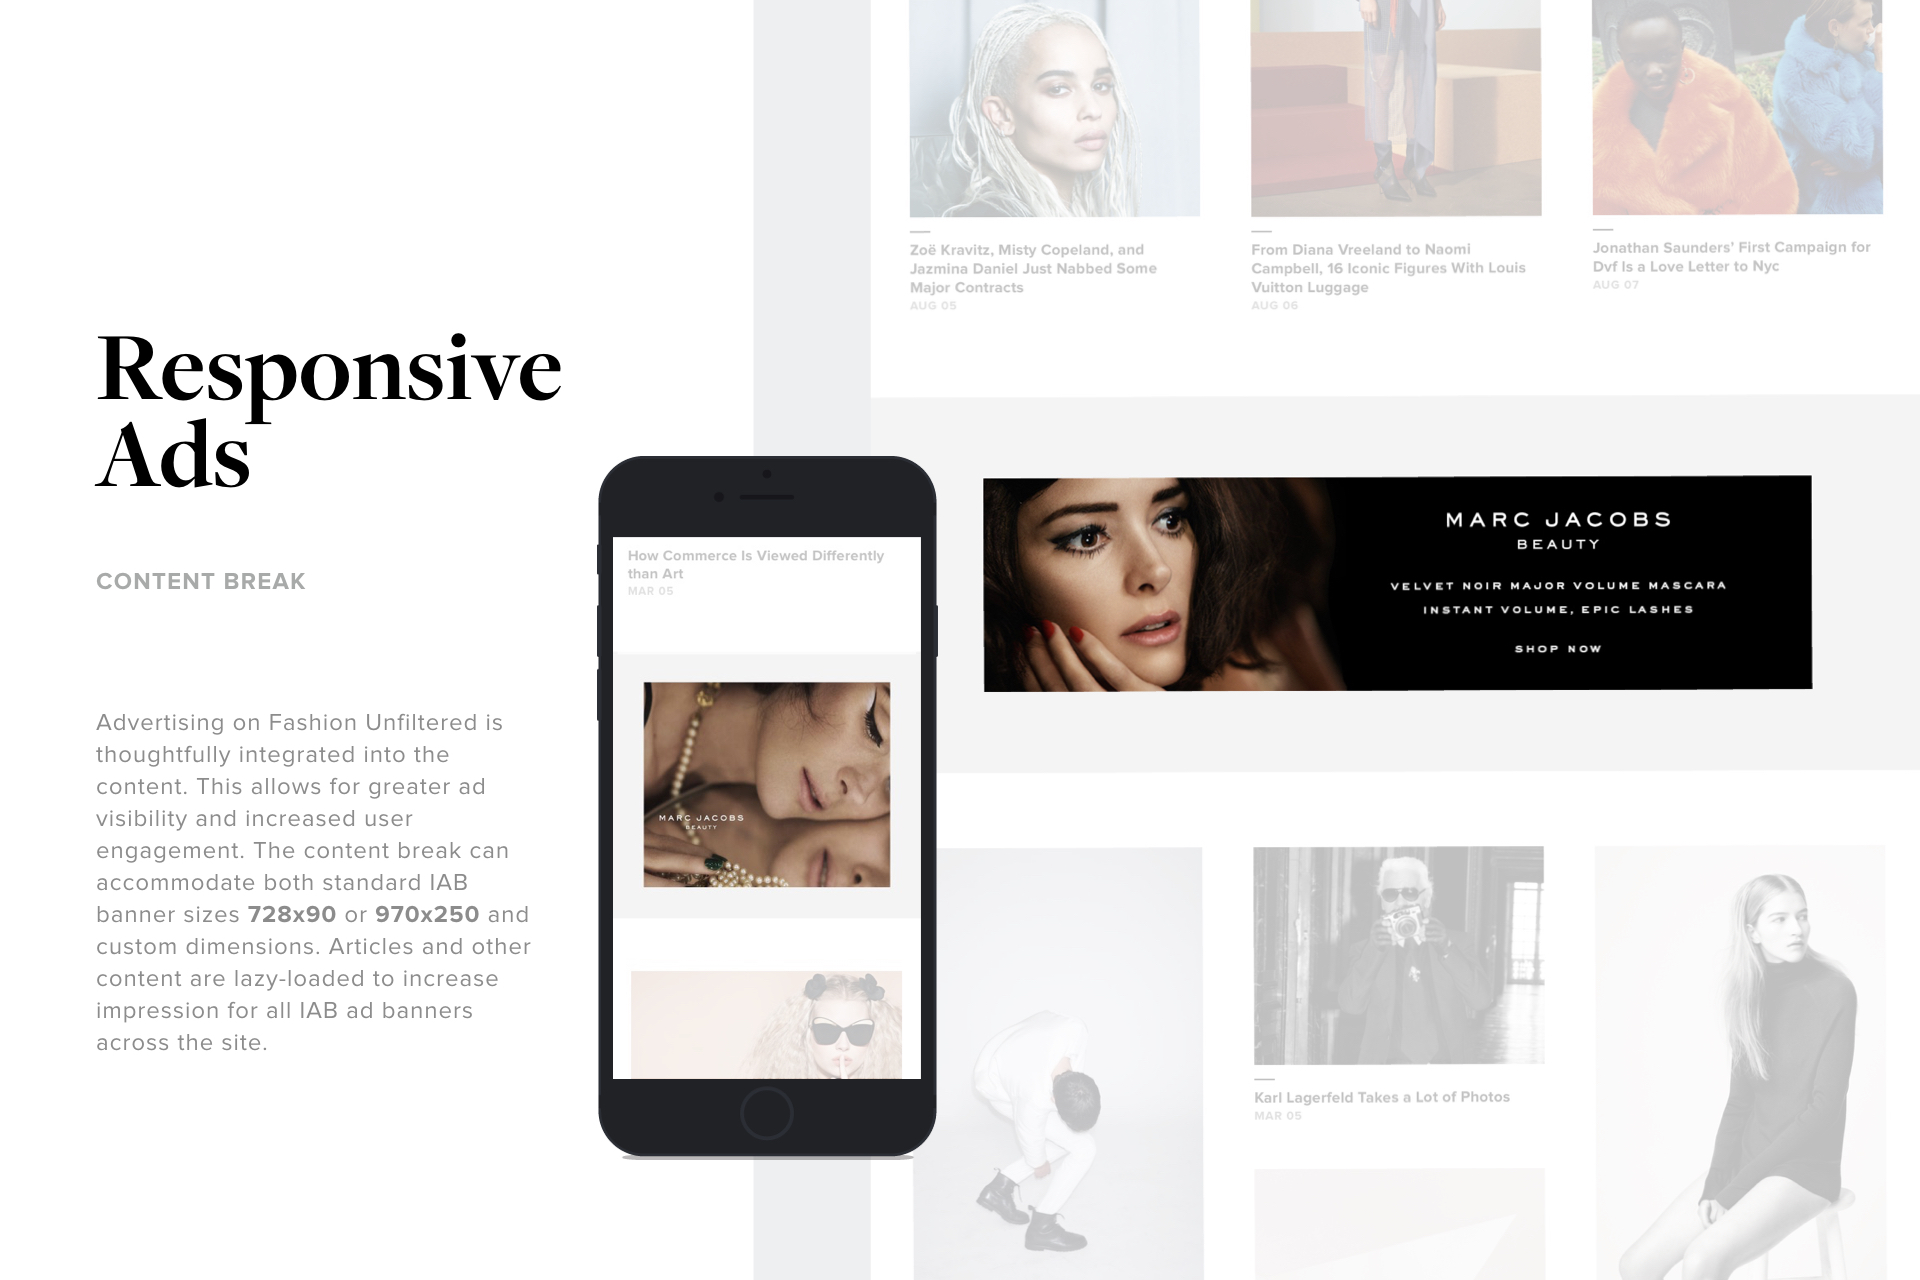 Responsive
Ads
CONTENT BREAK
Advertising on Fashion Unfiltered is
thoughtfully integrated into the
content. This allows for greater ad
visibility and increased user
engagement. The content break can
accommodate both standard IAB
banner sizes 728x90 or 970x250 and
custom dimensions. Articles and other
content are lazy-loaded to increase
impression for all IAB ad banners
across the site.
How Commerce Is Viewed Differently
than Art
MAR 05
MARC JACOBS
BEAUTY
Zoë Kravitz, Misty Copeland, and
Jazmina Daniel Just Nabbed Some
Major Contracts
AUG 05
From Diana Vreeland to Naomi
Campbell, 16 Iconic Figures With Louis
Vuitton Luggage
AUG 06
Jonathan Saunders' First Campaign for
Dvf Is a Love Letter to Nyc
AUG 07
MARC JACOBS
BEAUTY
VELVET NOIR MAJOR VOLUME MASCARA
INSTANT VOLUME, EPIC LASHES
SHOP NOW
Karl Lagerfeld Takes a Lot of Photos
MAR 05